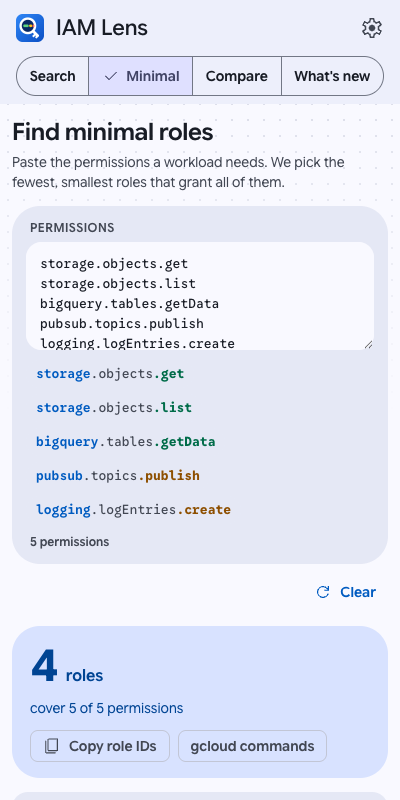 IAM Lens
Search
Minimal
Compare
What's new
Find minimal roles
Paste the permissions a workload needs. We pick the
fewest, smallest roles that grant all of them.
PERMISSIONS
storage.objects.get
storage.objects.list
bigquery.tables.getData
pubsub.topics.publish
logging.logEntries.create
storage.objects.get
storage.objects.list
bigquery.tables.getData
pubsub.topics.publish
logging.logEntries.create
5 permissions
Clear
4 roles
cover 5 of 5 permissions
Copy role IDs
gcloud commands